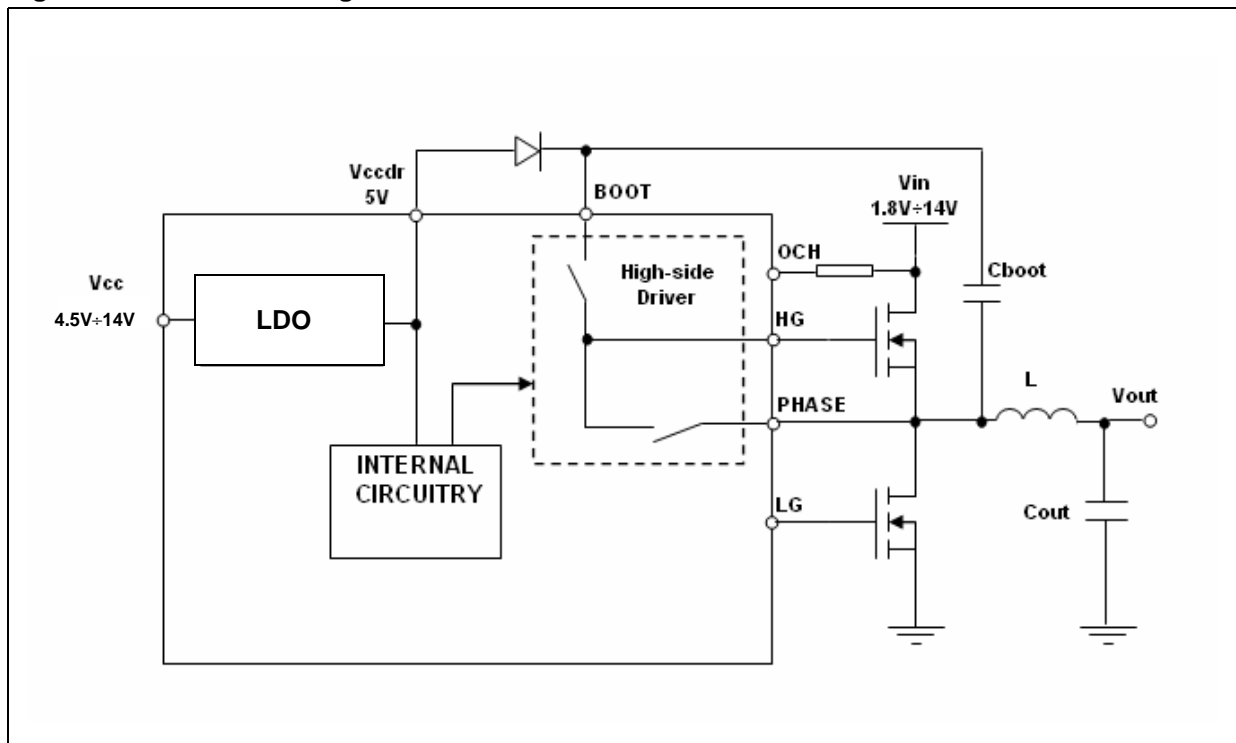 Vccdr
5V
BOOT
Vin
1.8V÷14V
OCH
High-side
Driver
Cboot
Vcc
4.5V÷14V
LDO
HG
L
Vout
PHASE
INTERNAL
CIRCUITRY
LG
Cout